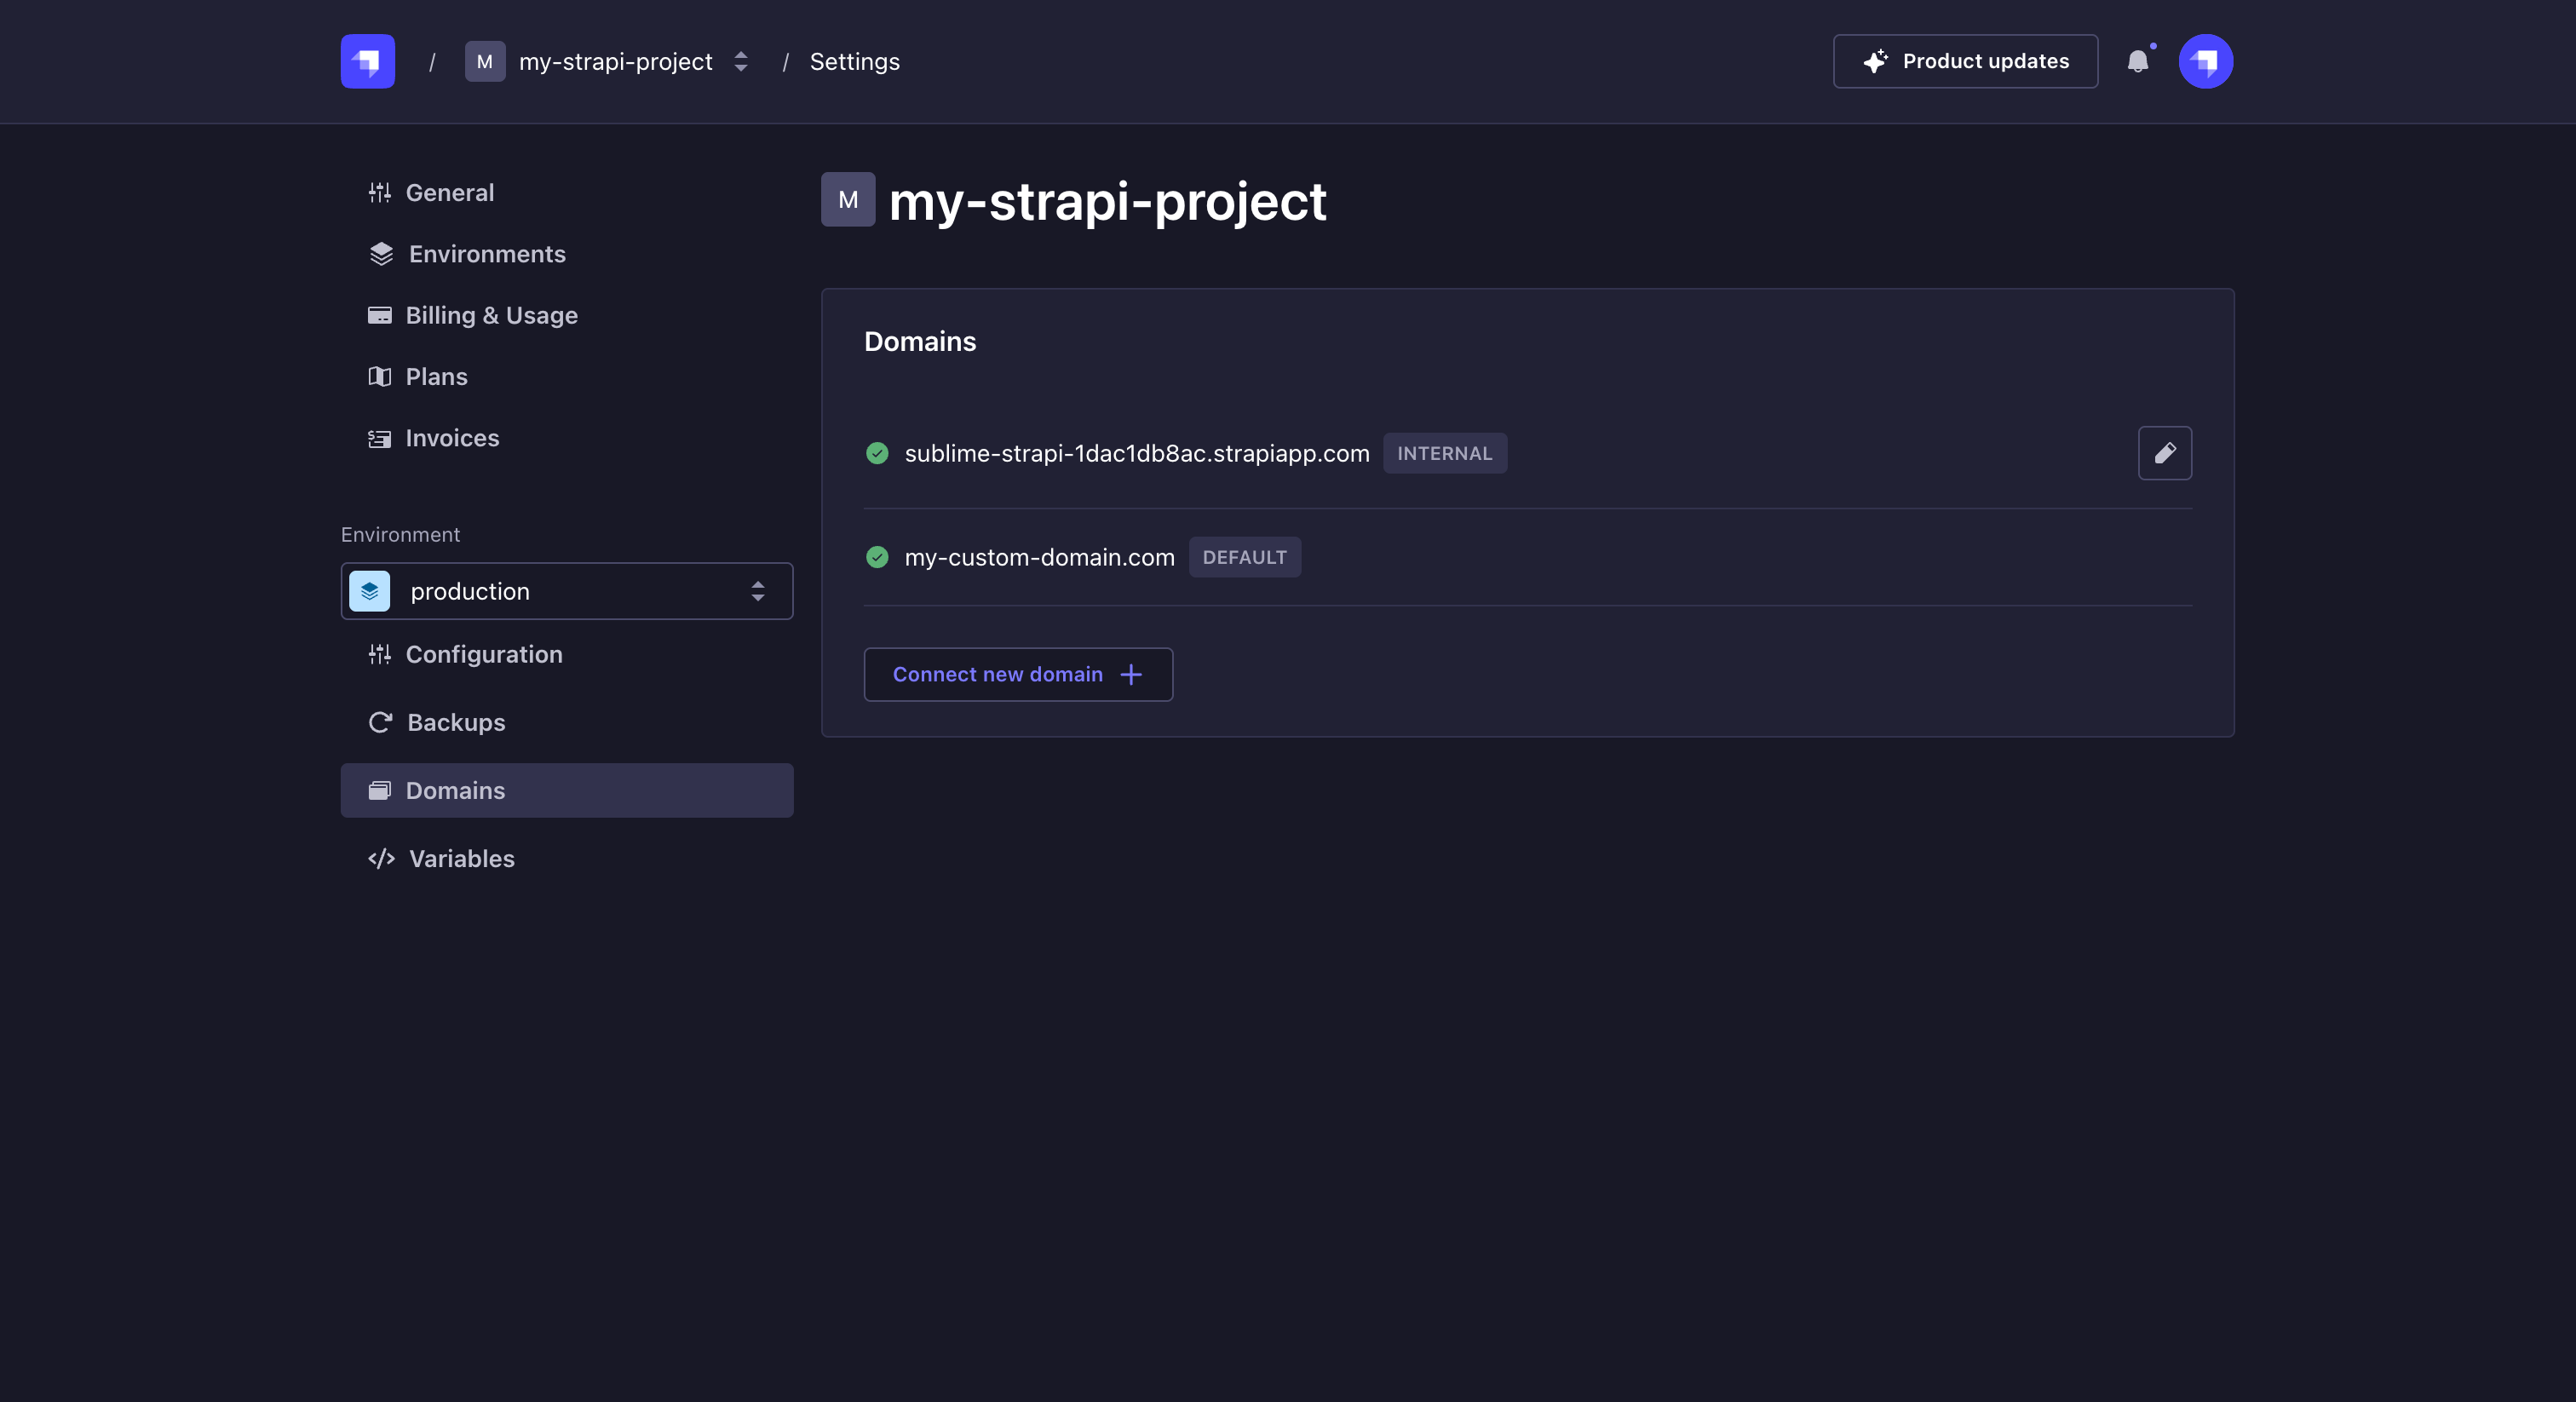 / M my-strapi-project / Settings
Product updates
General
Environments
Billing & Usage
Plans
Invoices
Environment
production
Configuration
Backups
Domains
Variables
M my-strapi-project
Domains
sublime-strapi-1dac1db8ac.strapiapp.com INTERNAL
my-custom-domain.com DEFAULT
Connect new domain